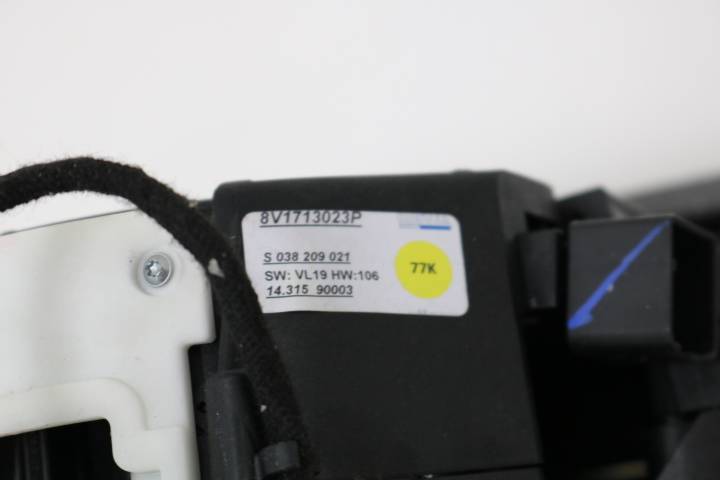 8V1713023P
S 038 209 021
SW: VL19 HW:106
14.315 90003
77K